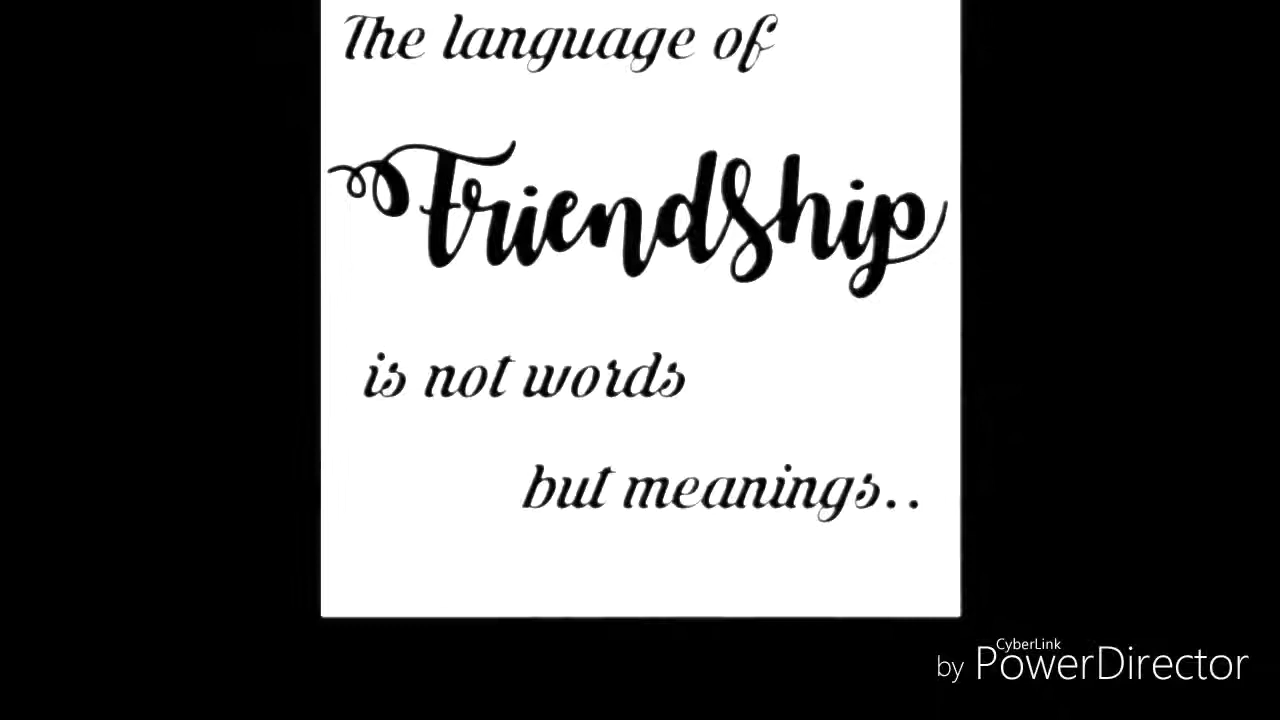 The language of
Friendship
is not words
but meanings..
CyberLink
by PowerDirector